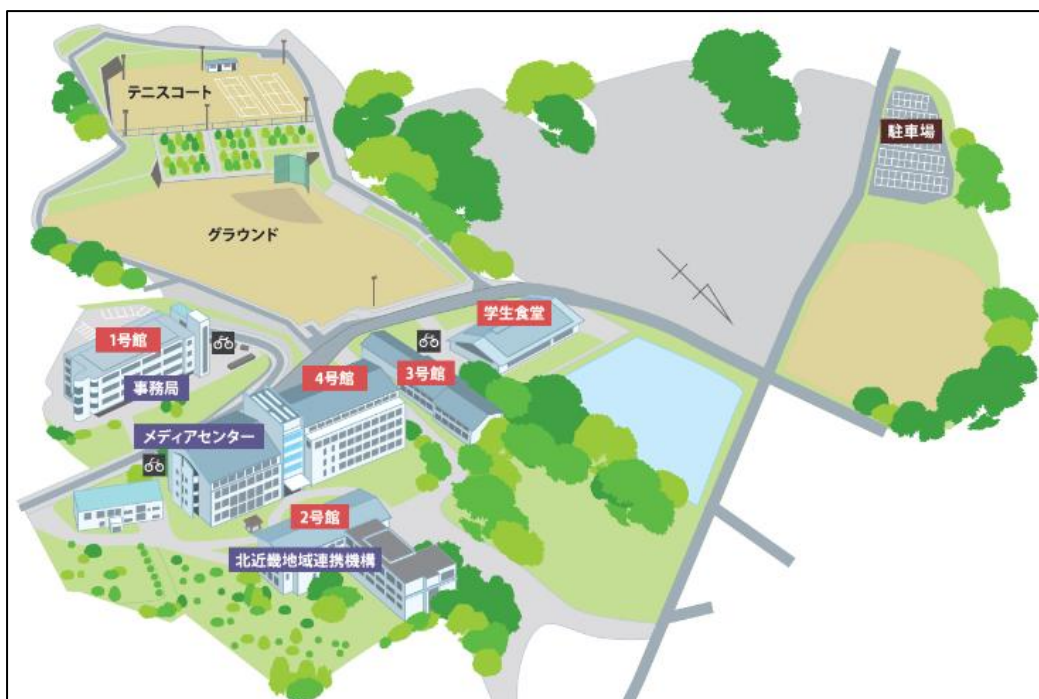 テニスコート
駐車場
グラウンド
学生食堂
1号館
4号館
3号館
事務局
メディアセンター
2号館
北近畿地域連携機構